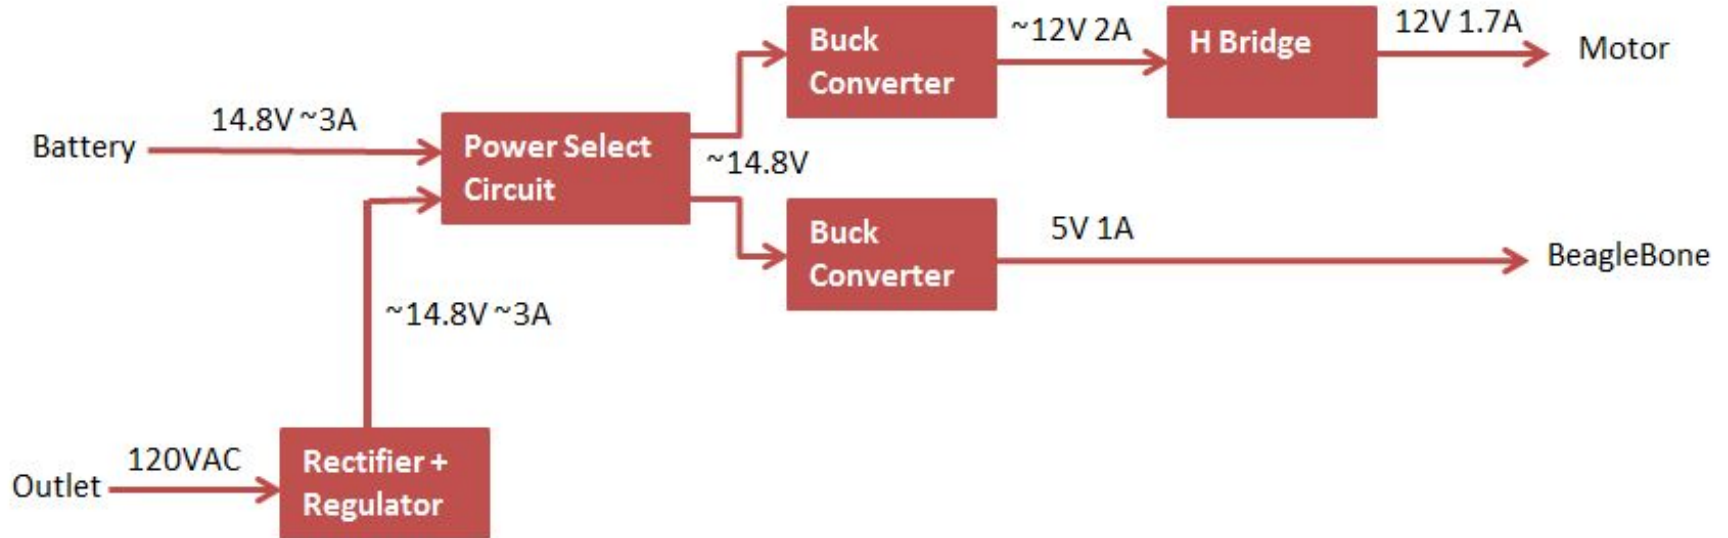 Buck
Converter
~12V 2A
H Bridge
12V 1.7A
Motor
Battery
14.8V ~3A
Power Select
Circuit
~14.8V
Buck
Converter
5V 1A
BeagleBone
~14.8V ~3A
Outlet
120VAC
Rectifier +
Regulator